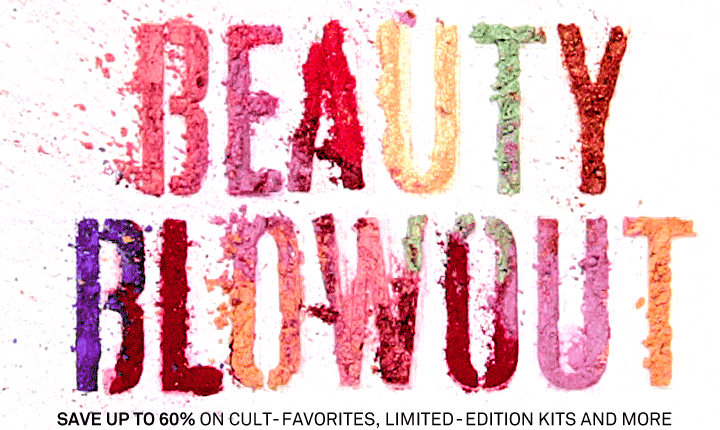 BEAUTY
BLOWOUT
SAVE UP TO 60% ON CULT-FAVORITES, LIMITED-EDITION KITS AND MORE